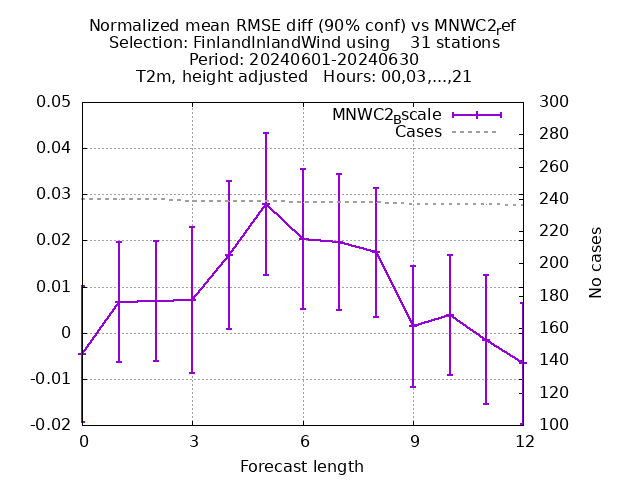 Normalized mean RMSE diff (90% conf) vs MNWC2ref
Selection: FinlandInlandWind using 31 stations
Period: 20240601-20240630
T2m, height adjusted Hours: 00,03,...,21
0.05 300
MNWC2Bscale
280
Cases
0.04
260
0.03 240
220
0.02
200
0.01 180
0 160
140
-0.01
120
-0.02 100
No cases
0 3 6 9 12
Forecast length